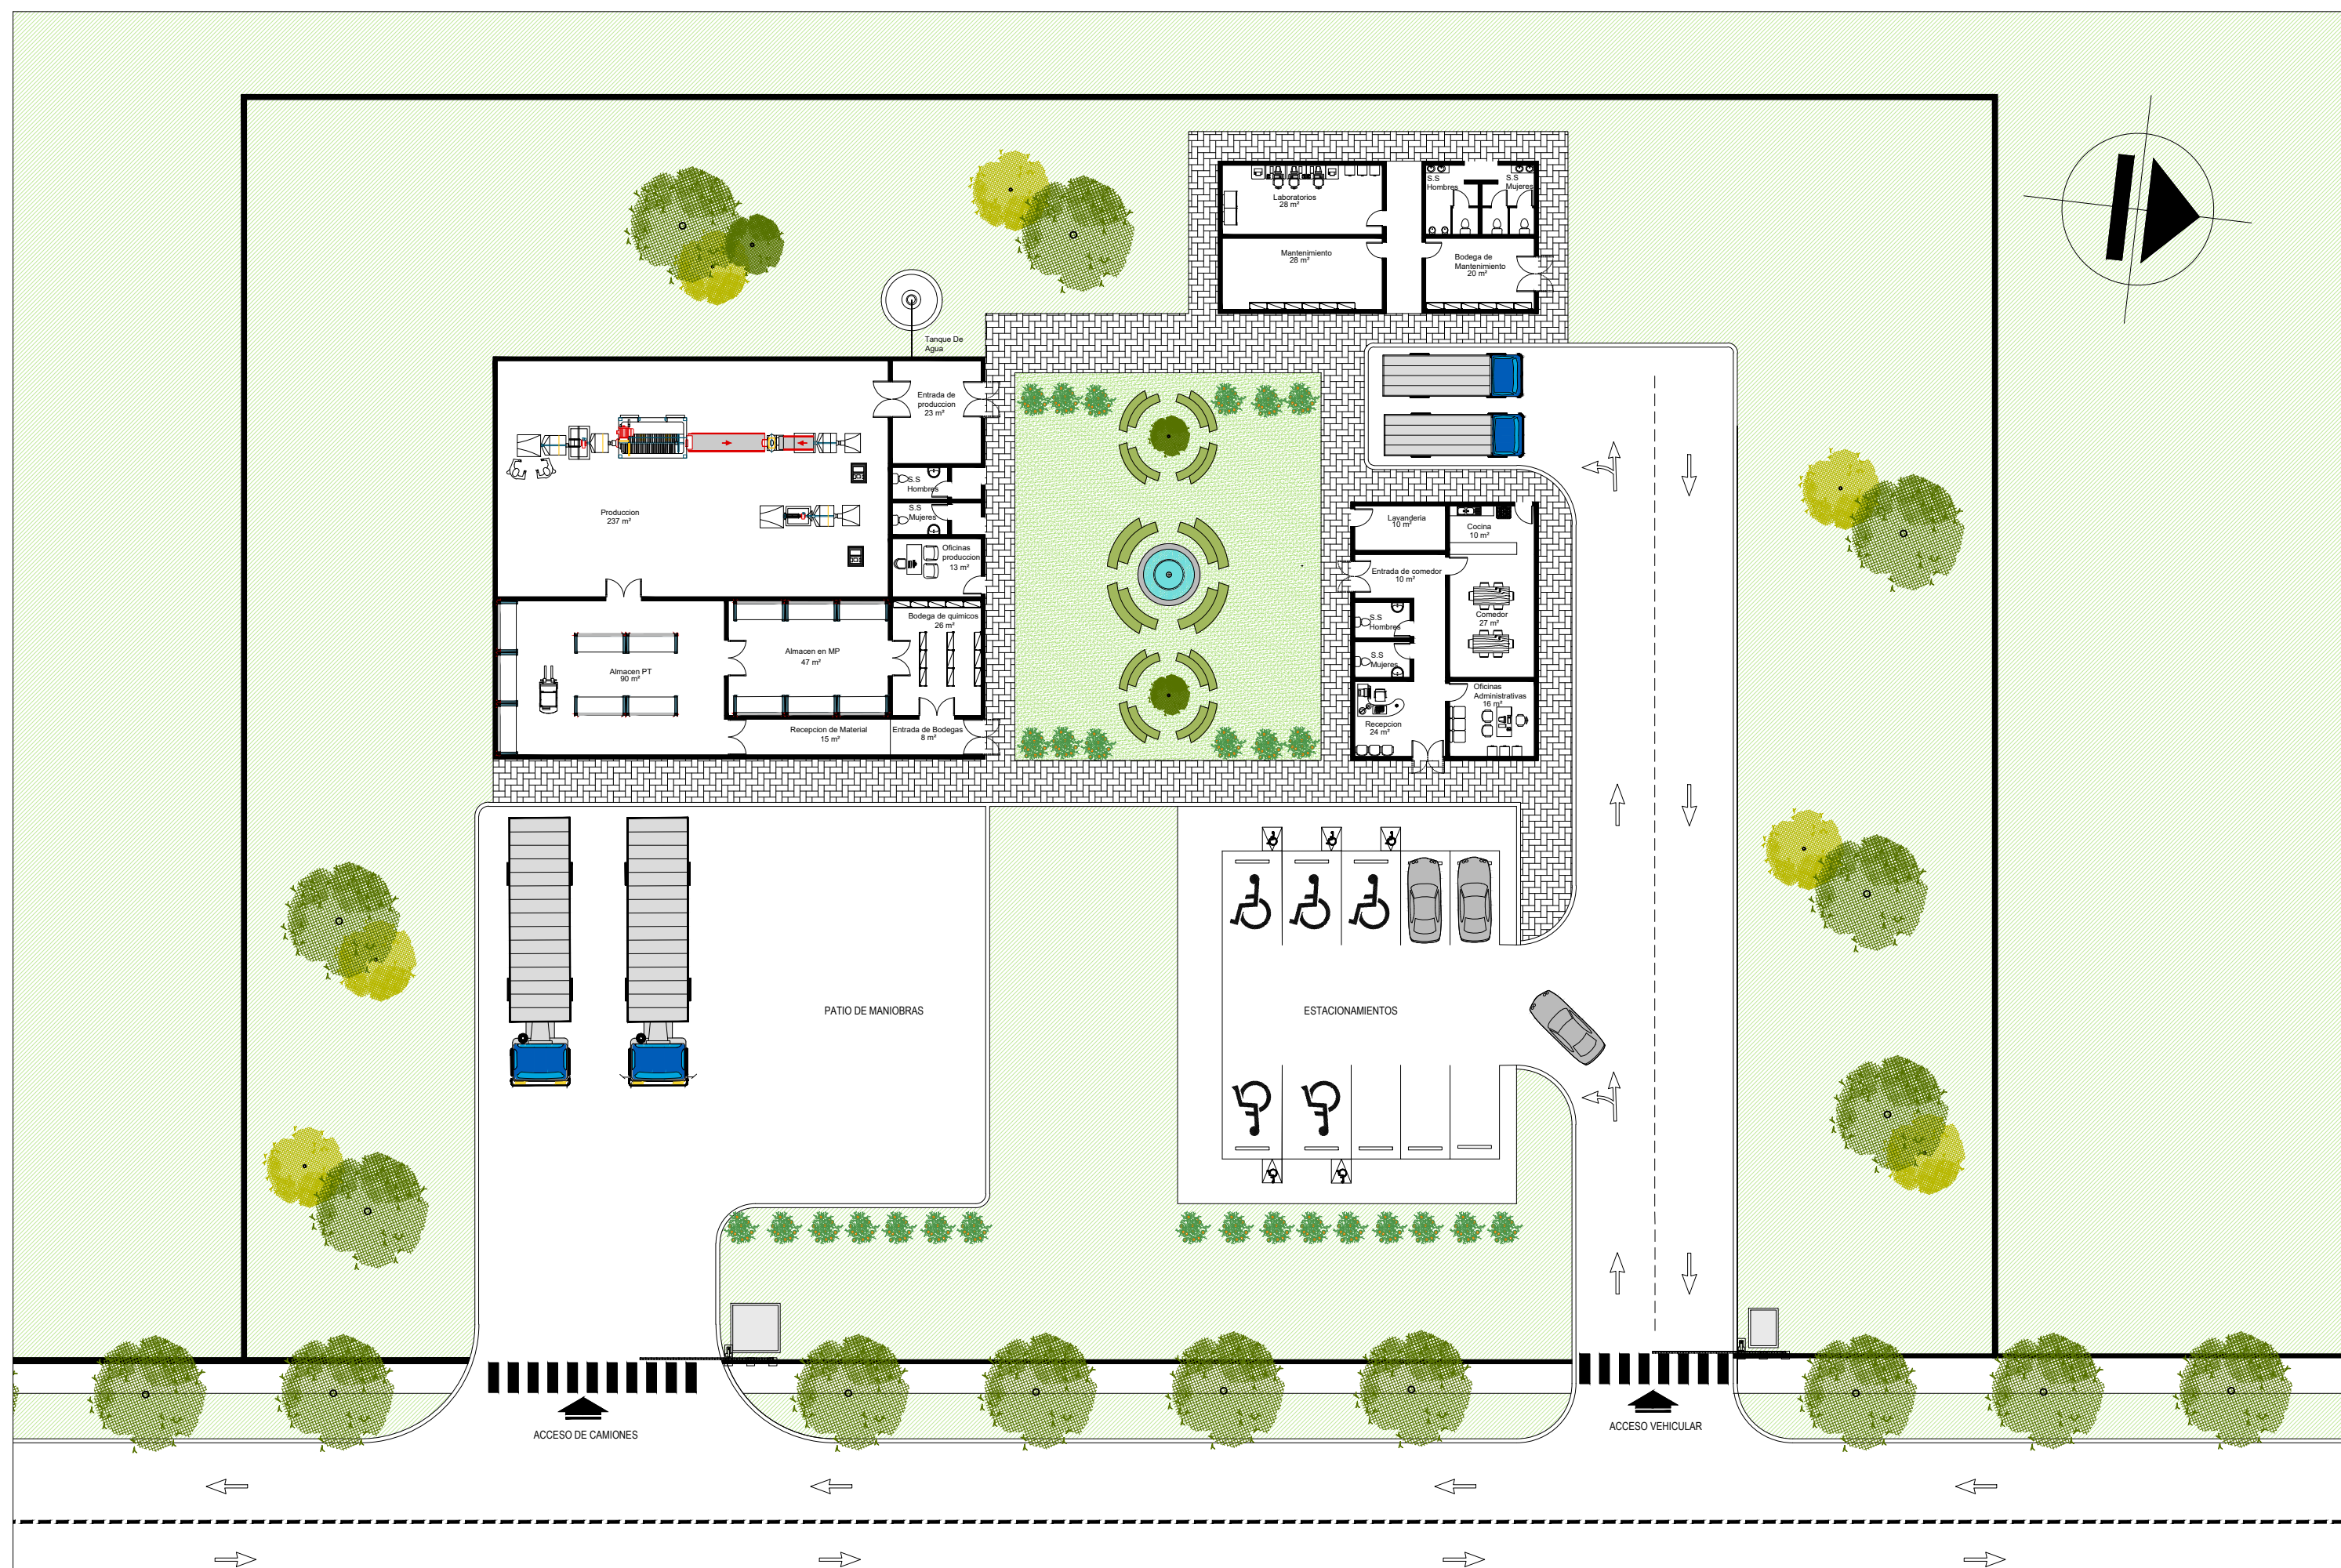 Laboratorios
28 m²
S.S
Hombres
S.S
Mujeres
Mantenimiento
28 m²
Bodega de
Mantenimiento
20 m²
Tanque De
Agua
Entrada de
produccion
23 m²
S.S
Hombres
S.S
Mujeres
Produccion
237 m²
Oficinas
produccion
13 m²
Bodega de quimicos
26 m²
Almacen en MP
47 m²
Almacen PT
90 m²
Recepcion de Material
15 m²
Entrada de Bodegas
8 m²
Lavanderia
10 m²
Cocina
10 m²
Entrada de comedor
10 m²
Comedor
27 m²
S.S
Hombres
S.S
Mujeres
Oficinas
Administrativas
16 m²
Recepcion
24 m²
PATIO DE MANIOBRAS
ESTACIONAMIENTOS
ACCESO DE CAMIONES
ACCESO VEHICULAR